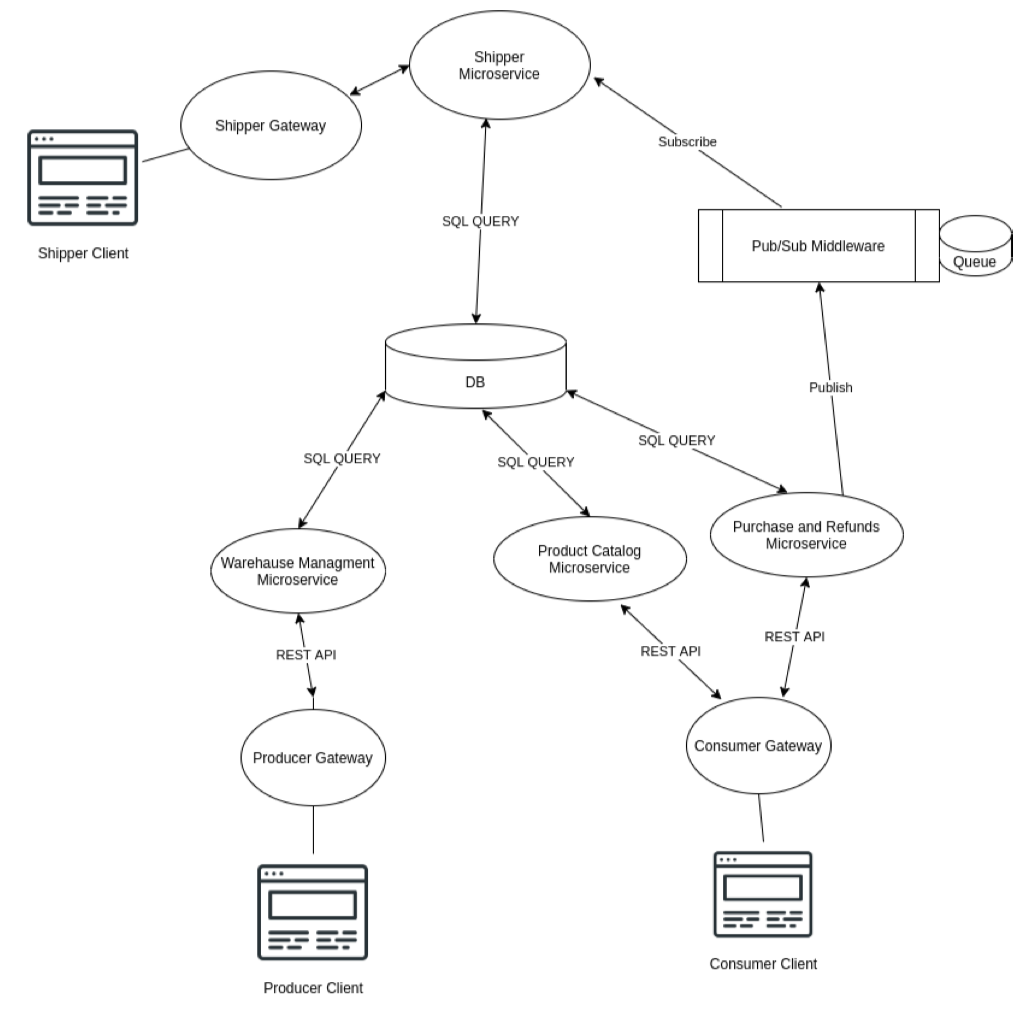 Shipper
Microservice
Shipper Gateway
Subscribe
Shipper Client
SQL QUERY
Pub/Sub Middleware
Queue
DB
Publish
SQL QUERY
SQL QUERY
SQL QUERY
Purchase and Refunds
Microservice
Product Catalog
Microservice
Warehause Managment
Microservice
REST API
REST API
REST API
Consumer Gateway
Producer Gateway
Consumer Client
Producer Client